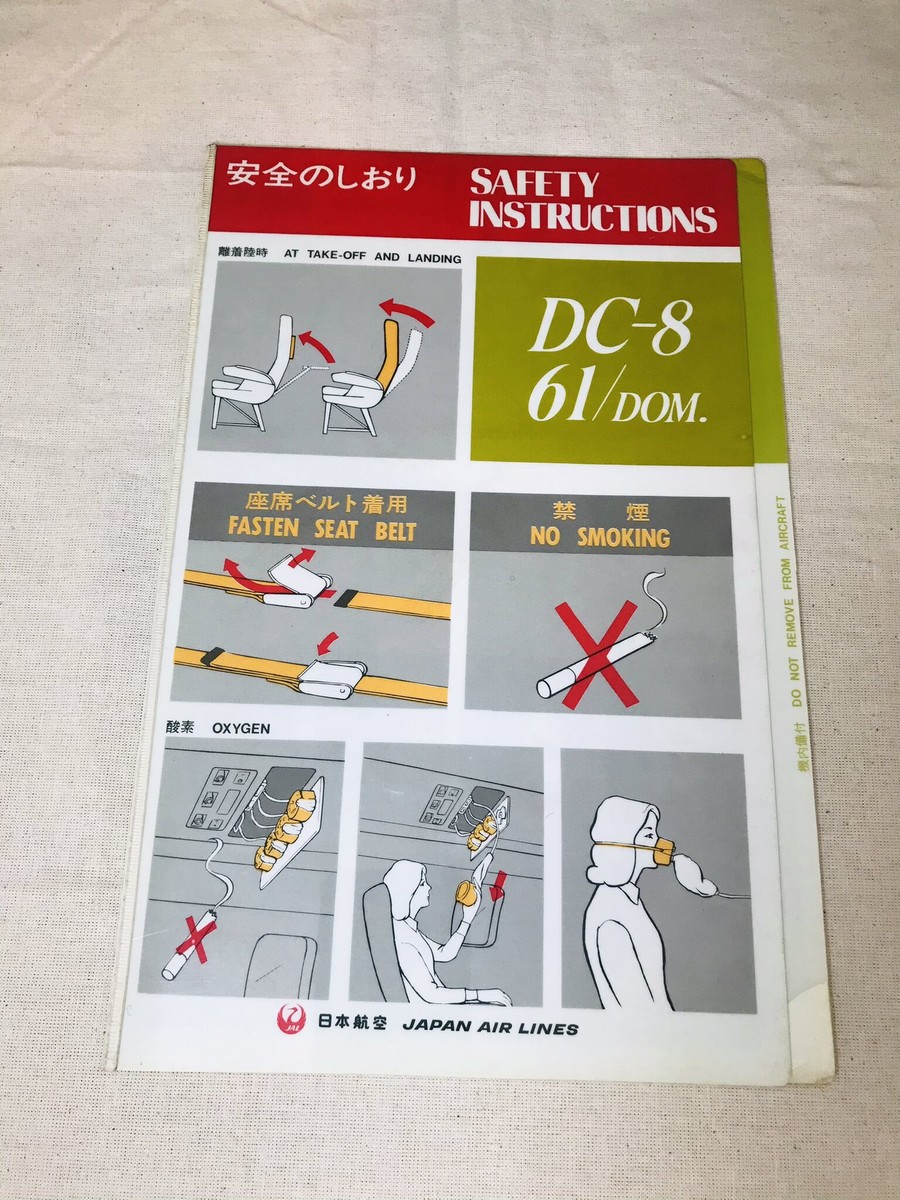 安全のしおり
SAFETY
INSTRUCTIONS
離着陸時 AT TAKE-OFF AND LANDING
DC-8
61/DOM.
座席ベルト着用
FASTEN SEAT BELT
禁 煙
NO SMOKING
機内備付 DO NOT REMOVE FROM AIRCRAFT
酸素 OXYGEN
JAL
日本航空 JAPAN AIR LINES